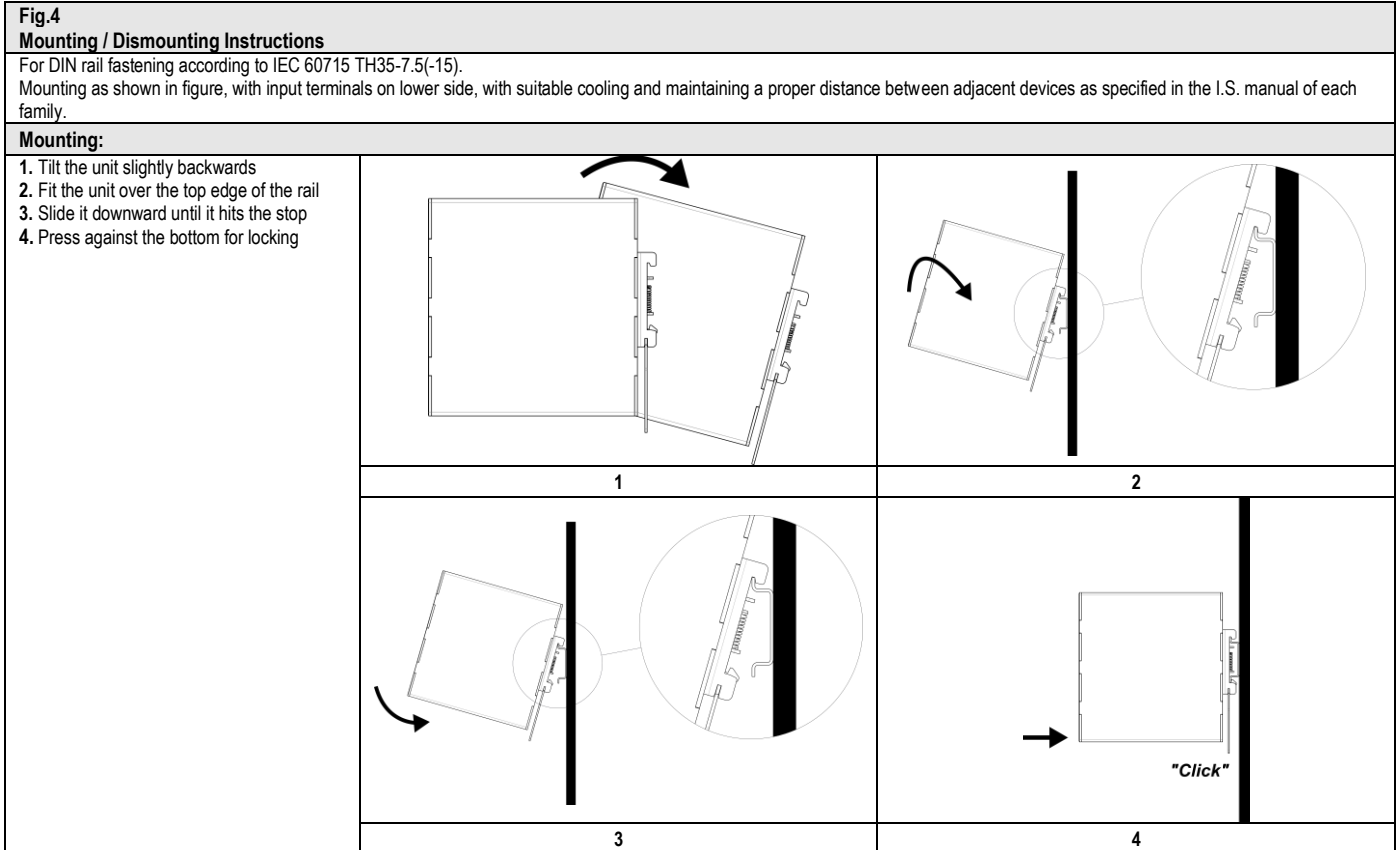 Fig.4
Mounting / Dismounting Instructions
For DIN rail fastening according to IEC 60715 TH35-7.5(-15).
Mounting as shown in figure, with input terminals on lower side, with suitable cooling and maintaining a proper distance between adjacent devices as specified in the I.S. manual of each
family.
Mounting:
1. Tilt the unit slightly backwards
2. Fit the unit over the top edge of the rail
3. Slide it downward until it hits the stop
4. Press against the bottom for locking
1
2
"Click"
3
4